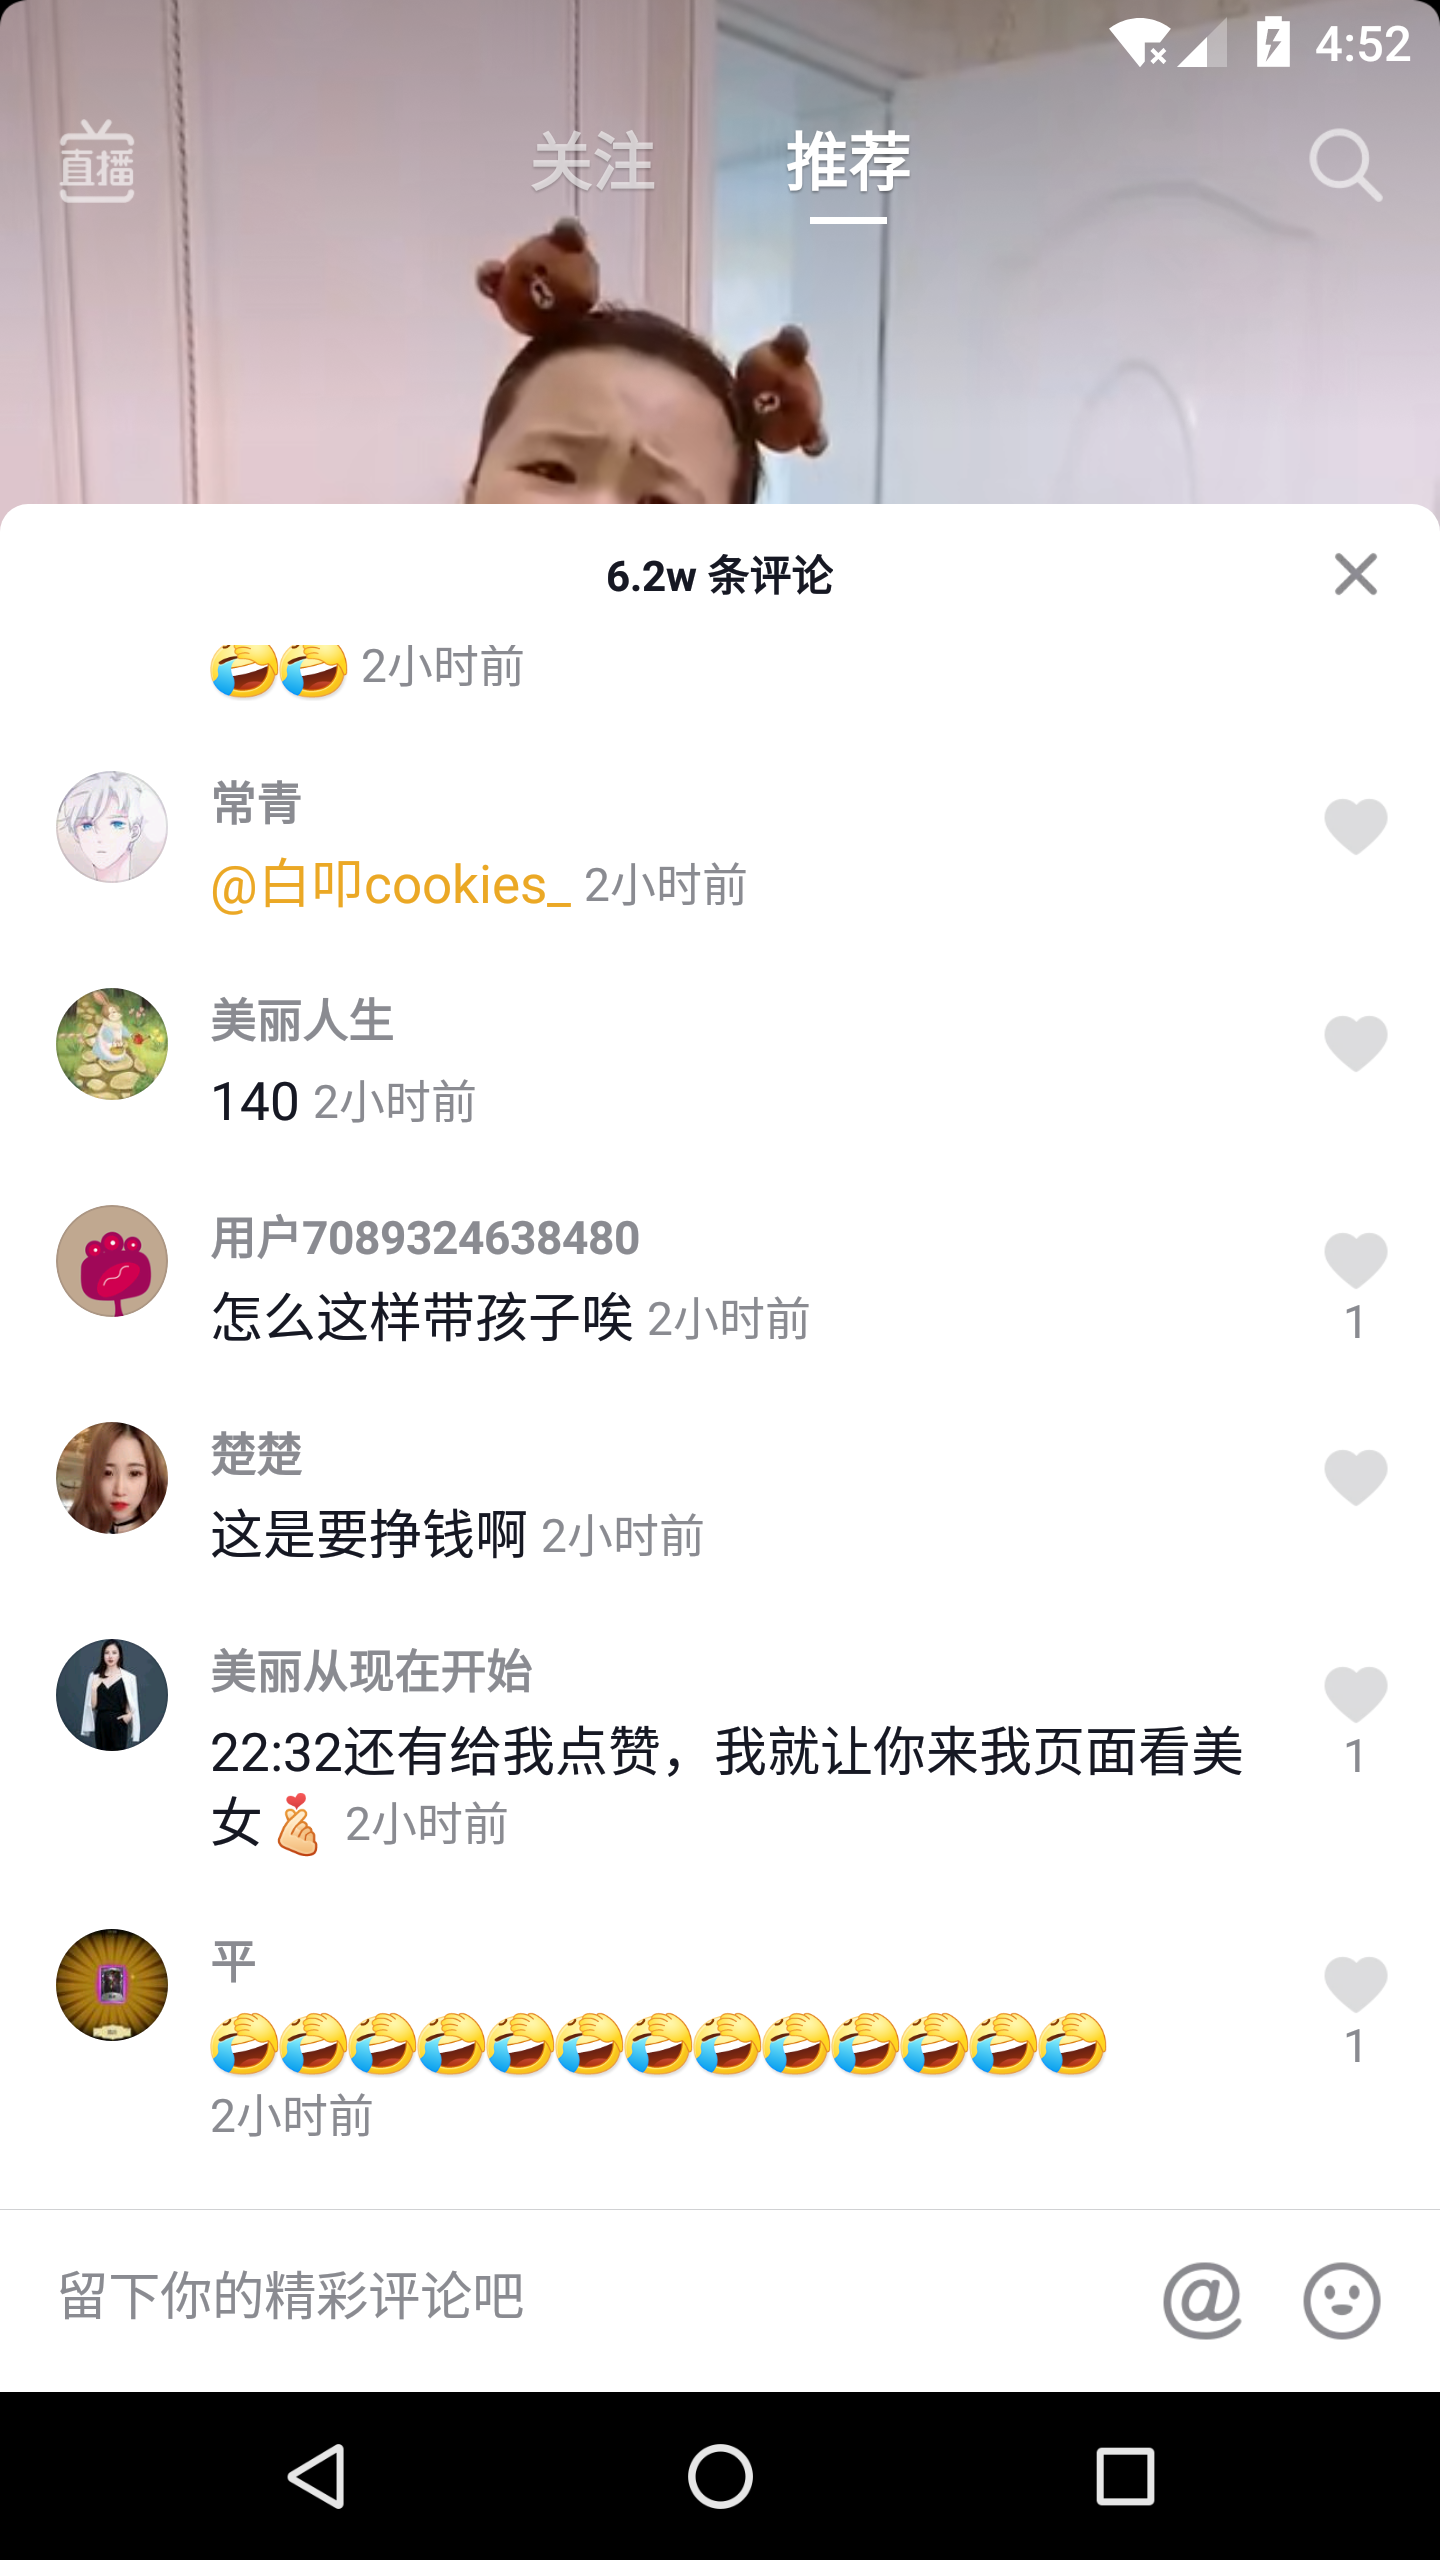 4:52
直播
关注
推荐
6.2w 条评论
2小时前
常青
@白叩cookies_ 2小时前
美丽人生
140 2小时前
用户7089324638480
怎么这样带孩子唉 2小时前
1
楚楚
这是要挣钱啊 2小时前
美丽从现在开始
22:32还有给我点赞，我就让你来我页面看美
女 2小时前
1
平
1
2小时前
留下你的精彩评论吧
@